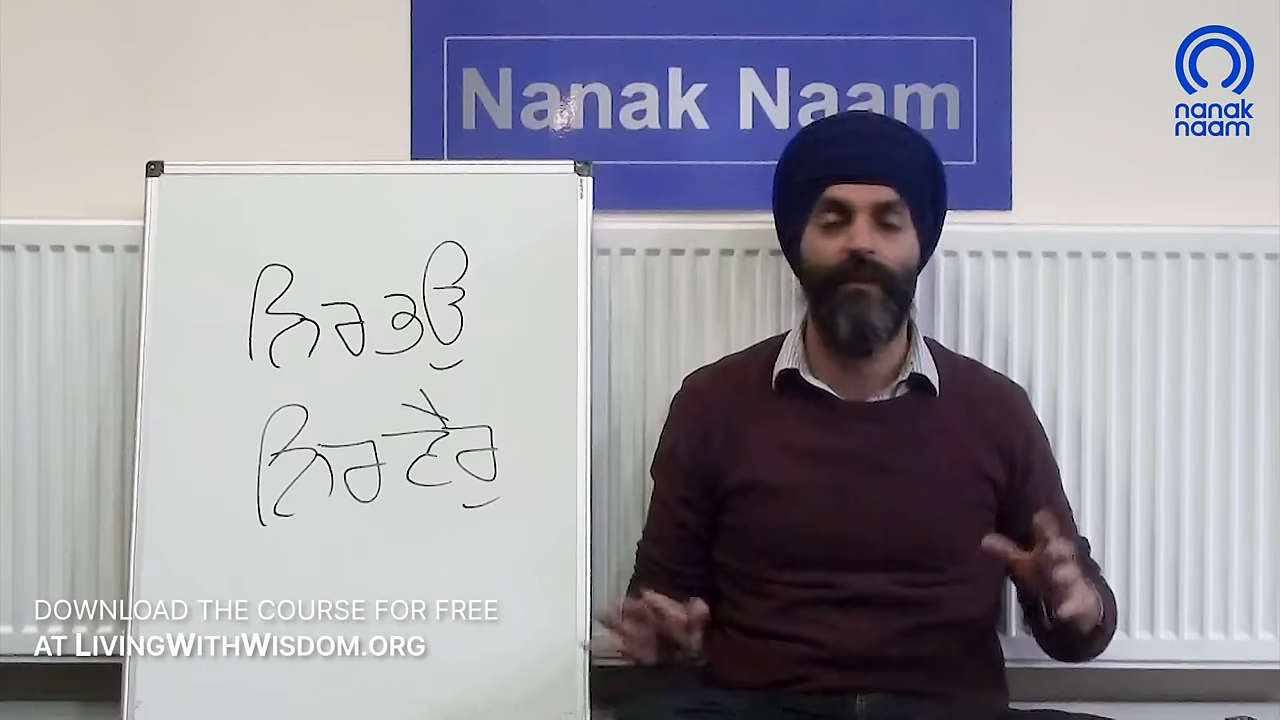 Nanak Naam
nanak
naam
ਨਿਰਭਉ
ਨਿਰਵੈਰੁ
DOWNLOAD THE COURSE FOR FREE
AT LIVINGWITHWISDOM.ORG